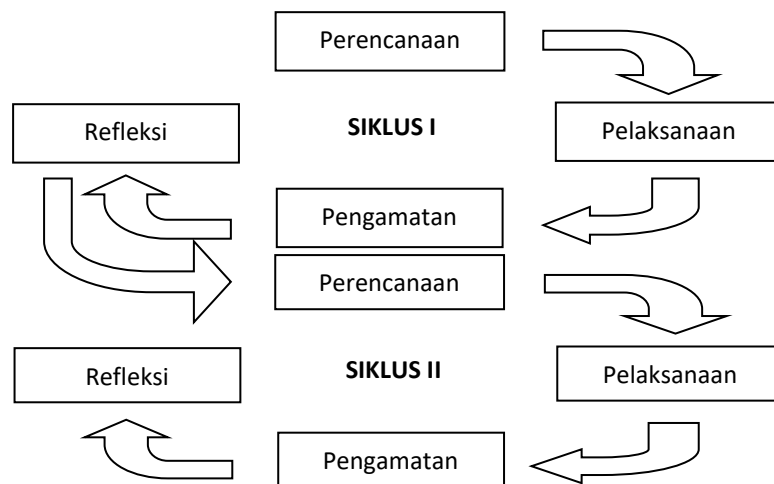 Perencanaan
Refleksi
SIKLUS I
Pelaksanaan
Pengamatan
Perencanaan
Refleksi
SIKLUS II
Pelaksanaan
Pengamatan